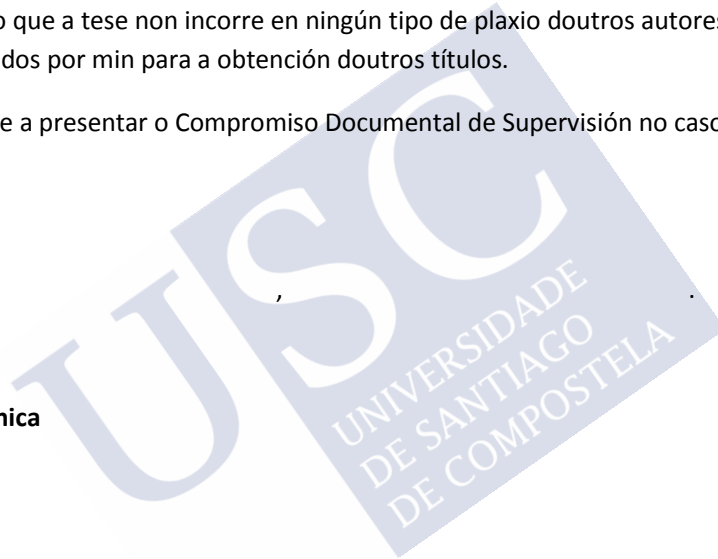 o que a tese non incorre en ningún tipo de plaxio doutros autores
dos por min para a obtención doutros títulos.
e a presentar o Compromiso Documental de Supervisión no caso
, .
nica
USC
UNIVERSIDADE
DE SANTIAGO
DE COMPOSTELA